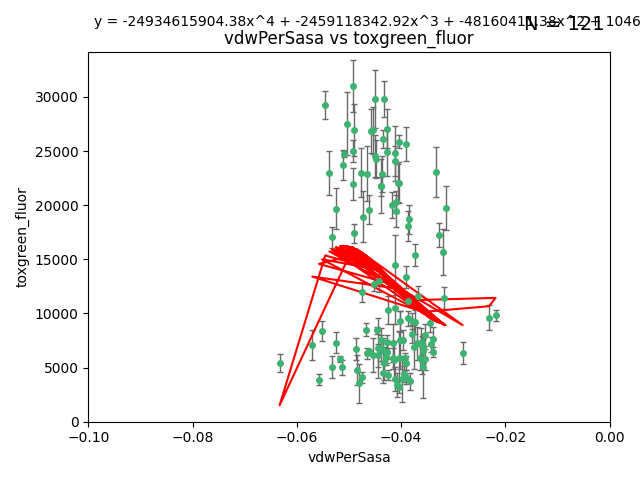 y = -24934615904.38x^4 + -2459118342.92x^3 +
N = 121
vdwPerSasa vs toxgreen_fluor
toxgreen_fluor
30000
25000
20000
15000
10000
5000
0
−0.10 −0.08 −0.06 −0.04 −0.02 0.00
vdwPerSasa